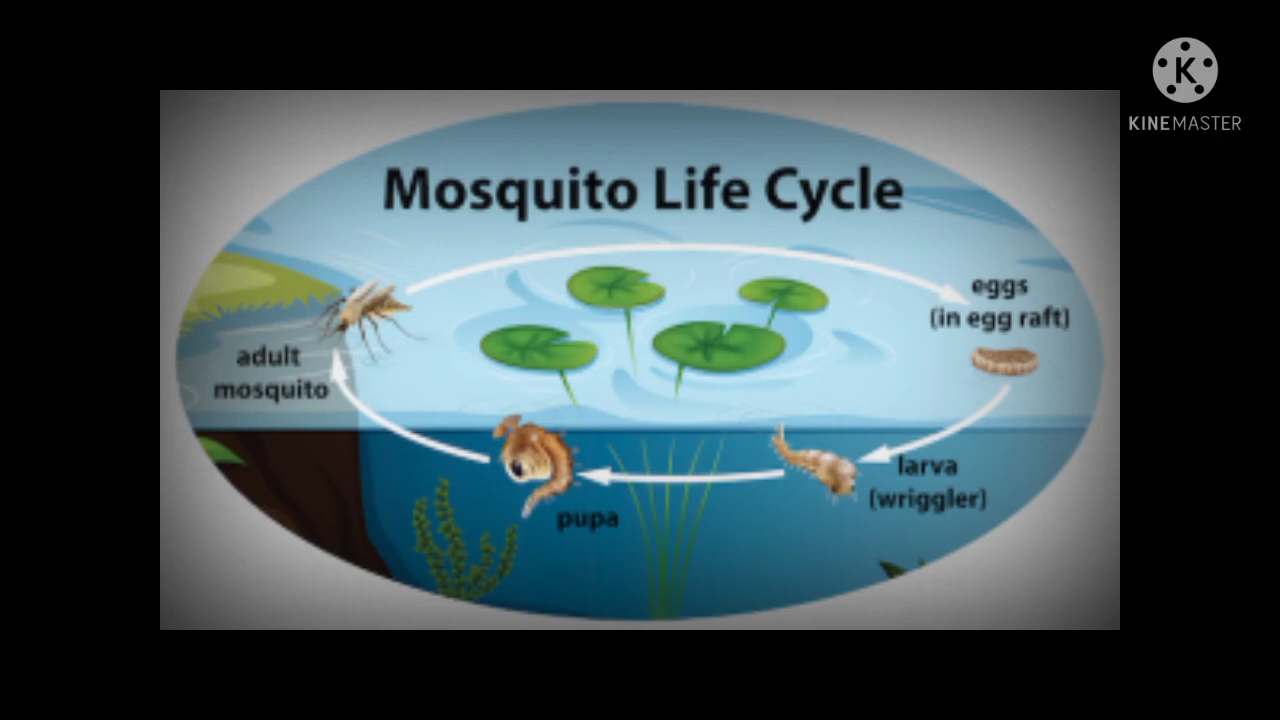 KINEMASTER
Mosquito Life Cycle
eggs
(in egg raft)
adult
mosquito
larva
(wriggler)
pupa